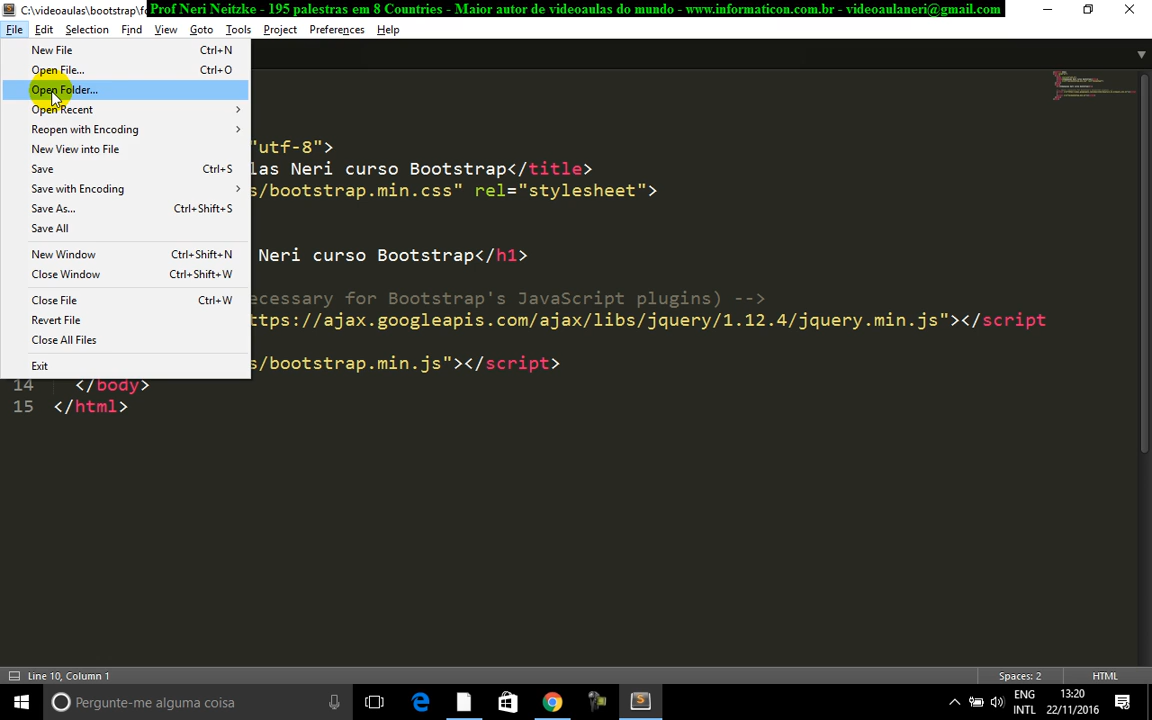 C:\videoaulas\bootstrap\f
Prof Neri Neitzke - 195 palestras em 8 Countries - Maior autor de videoaulas do mundo - www.informaticon.com.br - videoaulaneri@gmail.com
File Edit Selection Find View Goto Tools Project Preferences Help
New File Ctrl+N
Open File... Ctrl+O
Open Folder...
Open Recent
Reopen with Encoding
New View into File
Save Ctrl+S
Save with Encoding
Save As... Ctrl+Shift+S
Save All
New Window Ctrl+Shift+N
Close Window Ctrl+Shift+W
Close File Ctrl+W
Revert File
Close All Files
Exit
"utf-8">
las Neri curso Bootstrap</title>
s/bootstrap.min.css" rel="stylesheet">
Neri curso Bootstrap</h1>
ecessary for Bootstrap's JavaScript plugins) -->
ttps://ajax.googleapis.com/ajax/libs/jquery/1.12.4/jquery.min.js"></script
s/bootstrap.min.js"></script>
14 </body>
15 </html>
Line 10, Column 1 Spaces: 2 HTML
Pergunte-me alguma coisa
ENG 13:20
INTL 22/11/2016